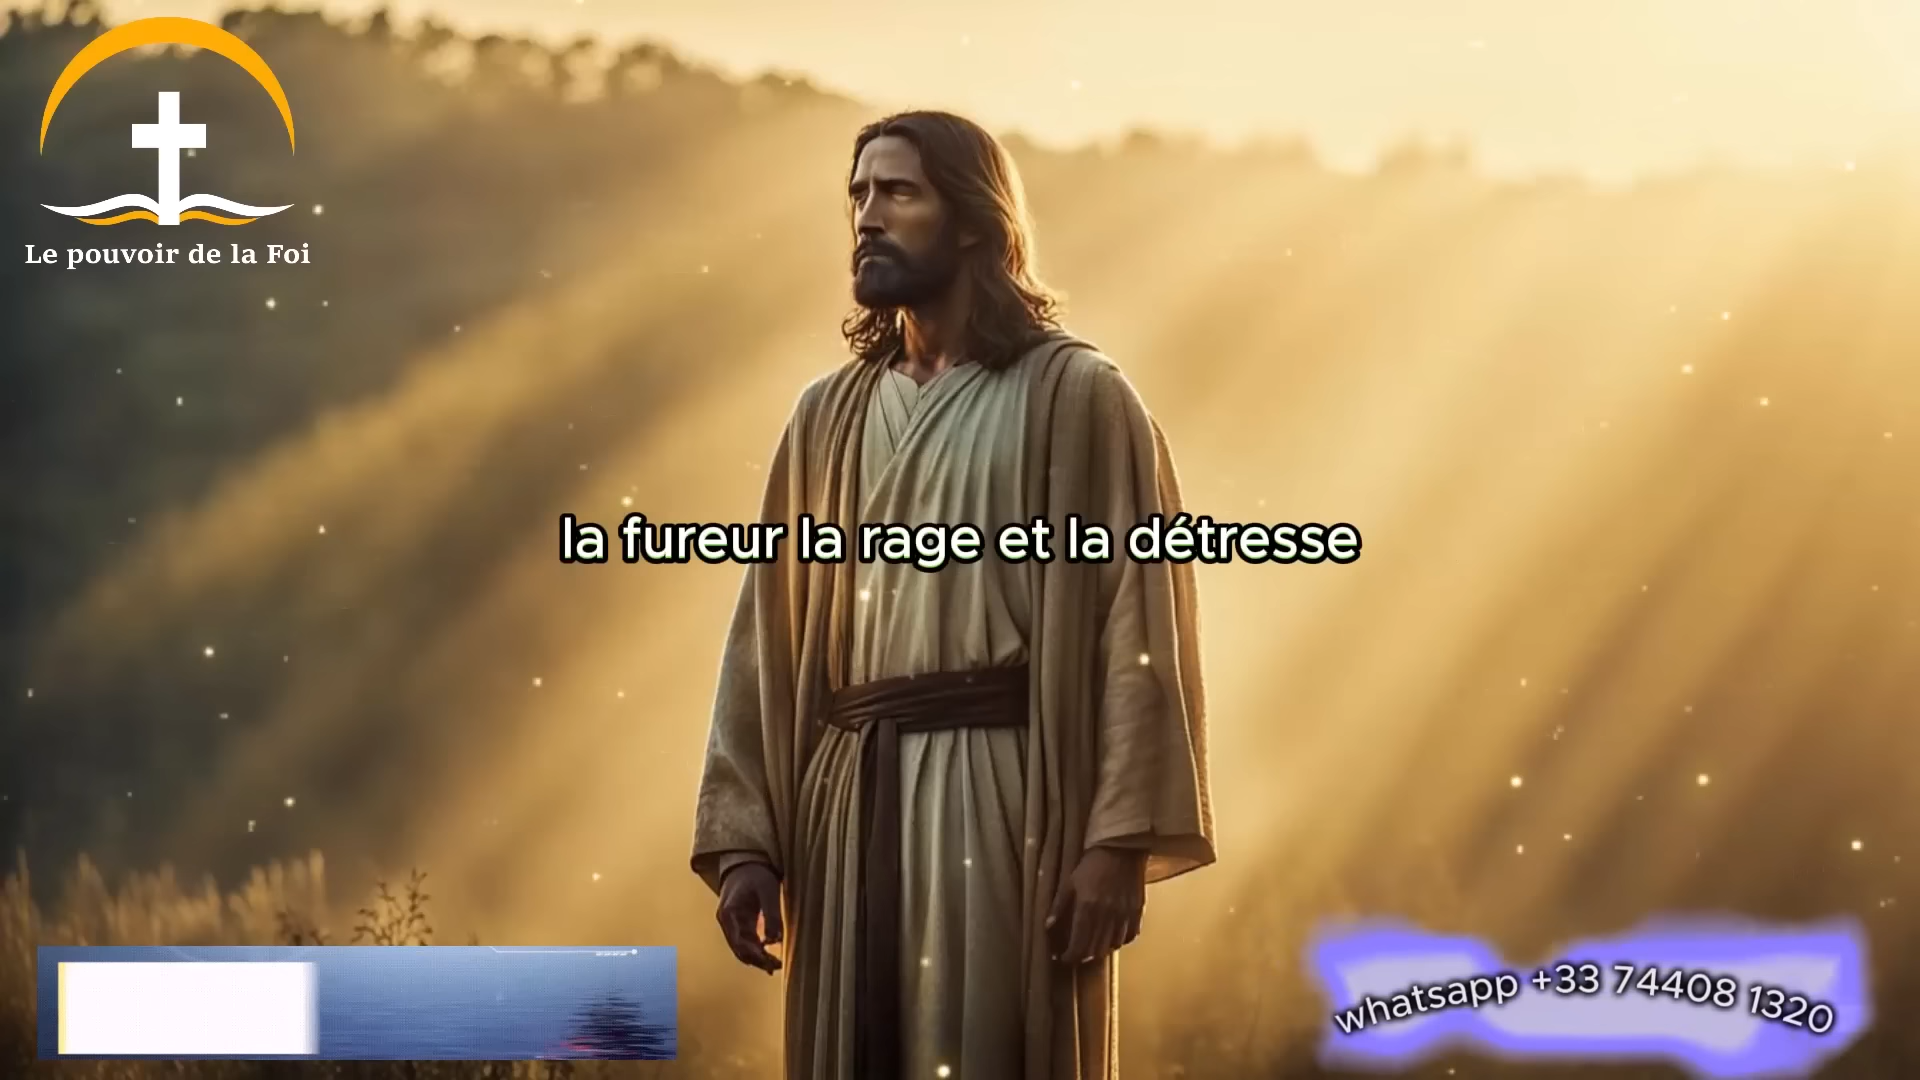 Le pouvoir de la Foi
la fureur la rage et la détresse
whatsapp +33 74408 1320